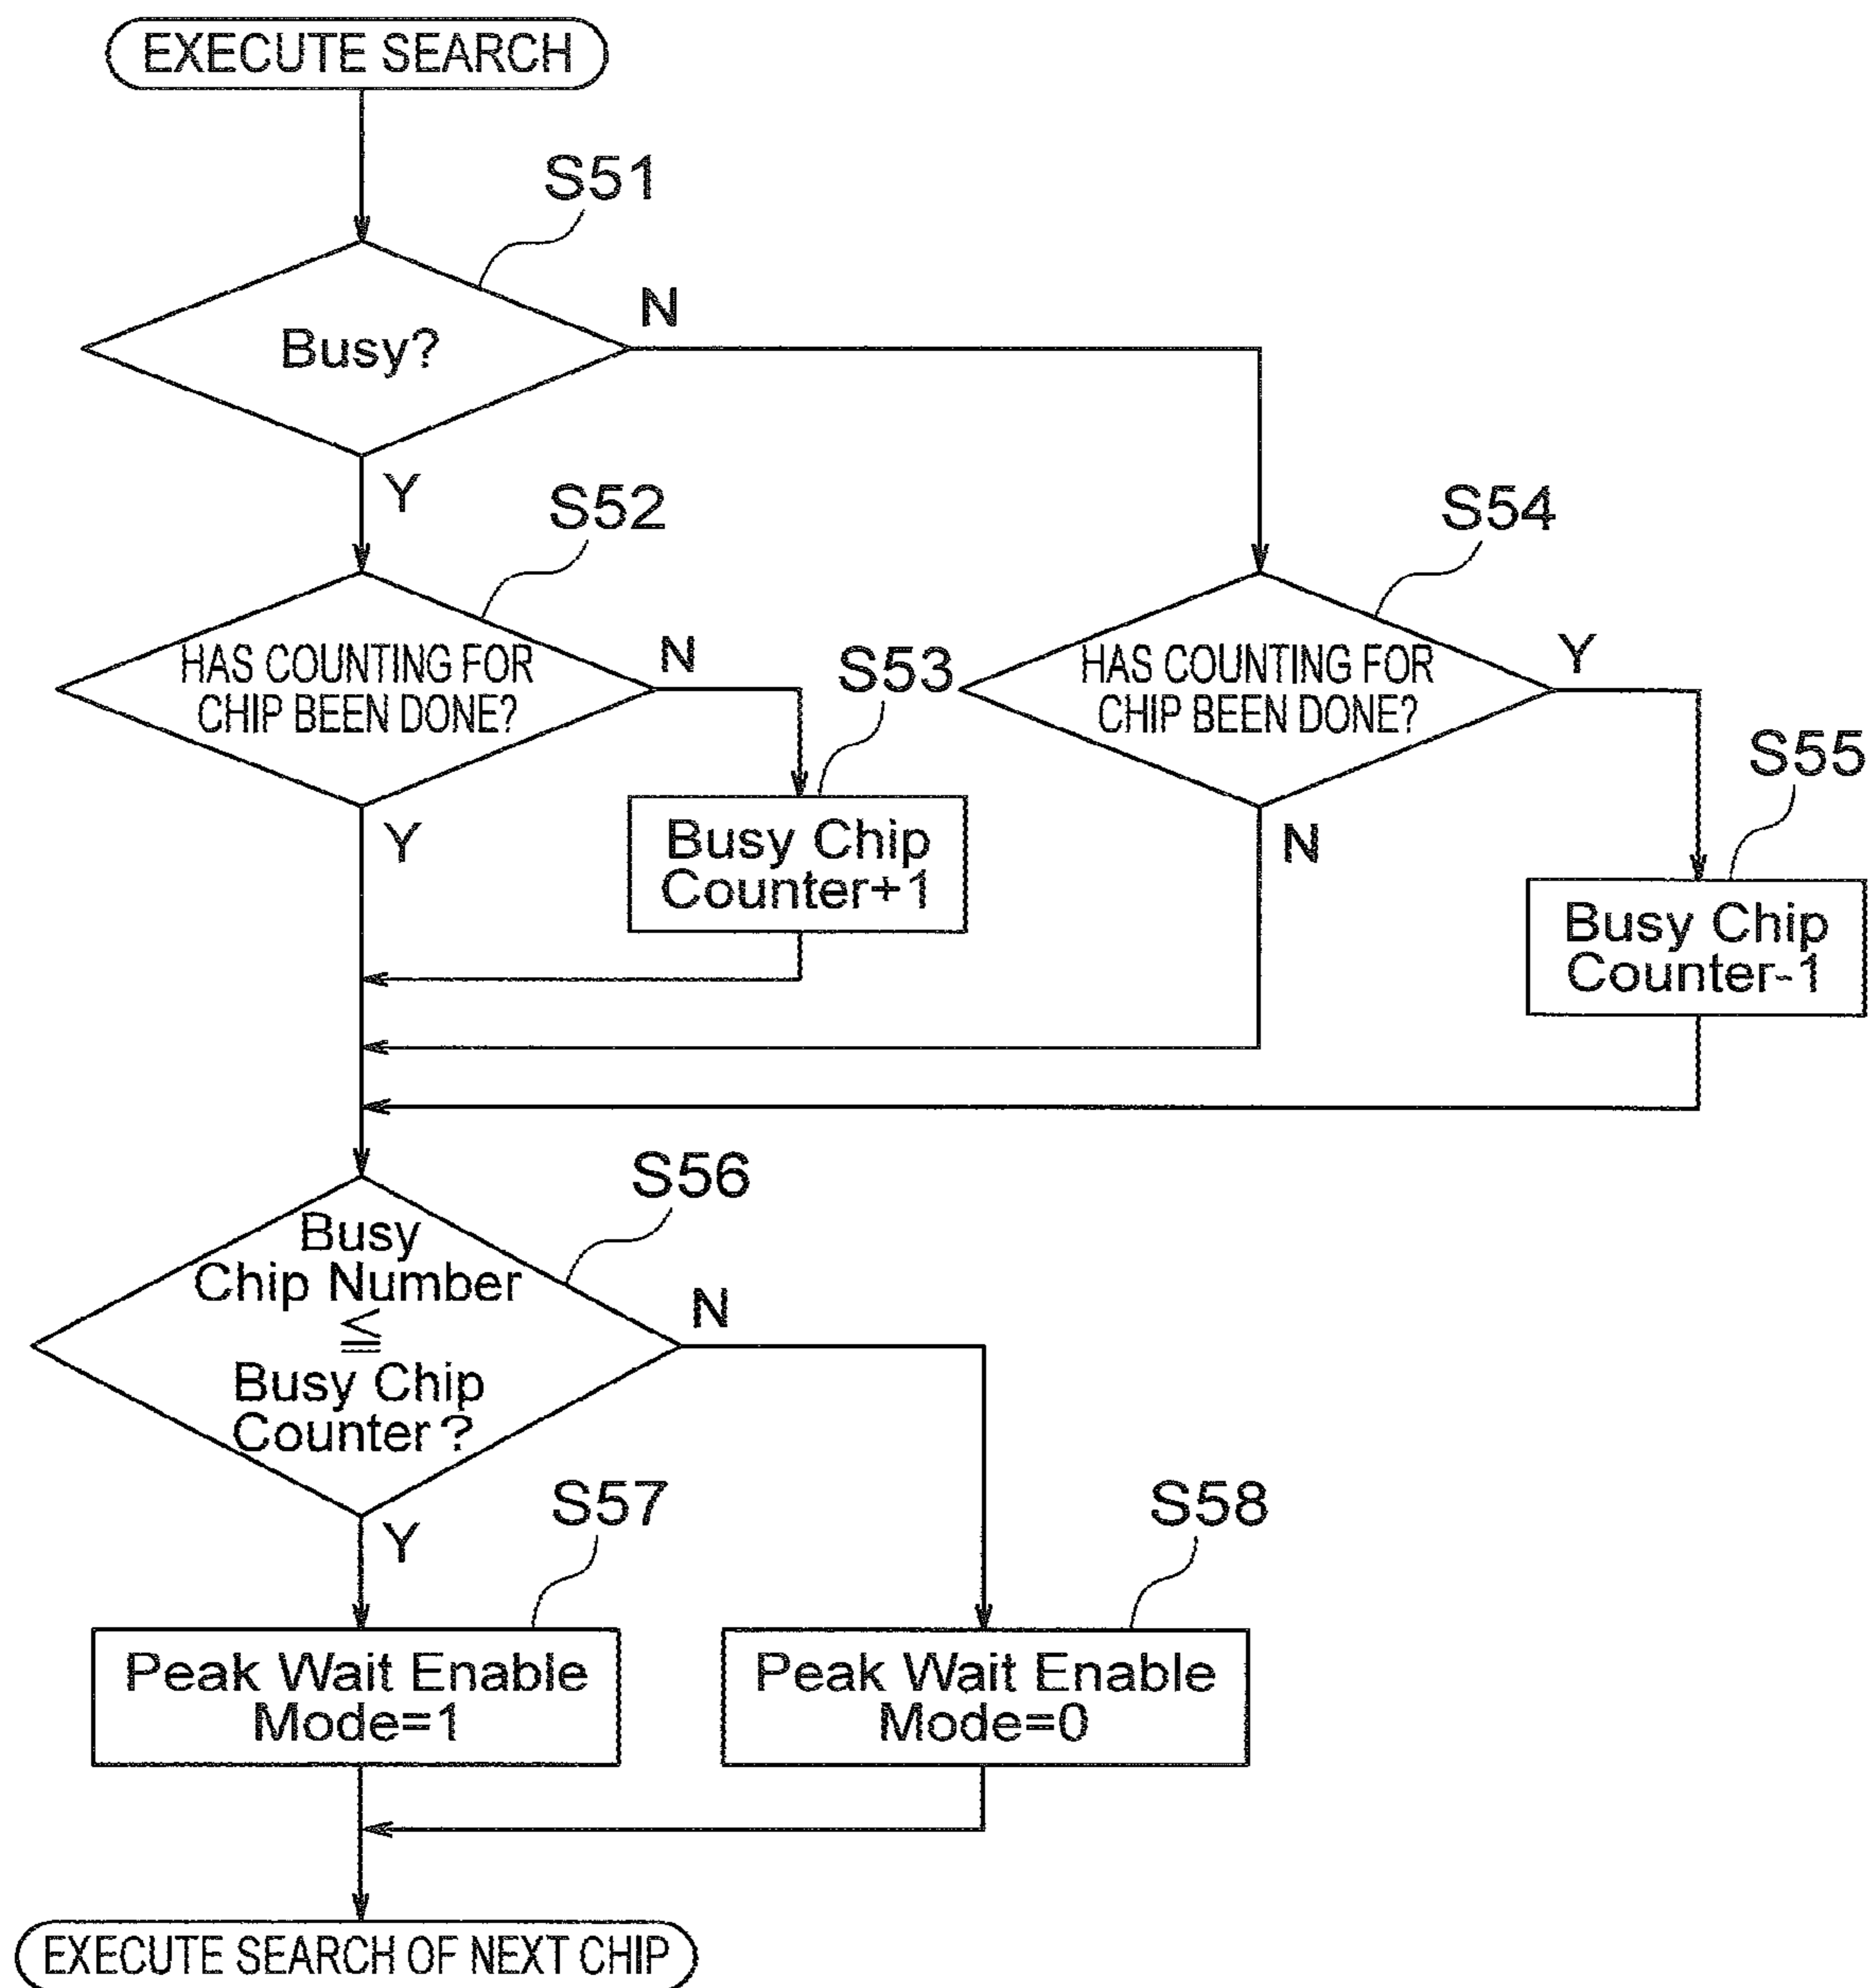 EXECUTE SEARCH
S51
Busy?
N
Y
S52
S54
HAS COUNTING FOR
CHIP BEEN DONE?
N
S53
HAS COUNTING FOR
CHIP BEEN DONE?
Y
S55
Y
Busy Chip
Counter+1
N
Busy Chip
Counter-1
S56
Busy
Chip Number
≦
Busy Chip
Counter?
N
Y
S57
S58
Peak Wait Enable
Mode=1
Peak Wait Enable
Mode=0
EXECUTE SEARCH OF NEXT CHIP